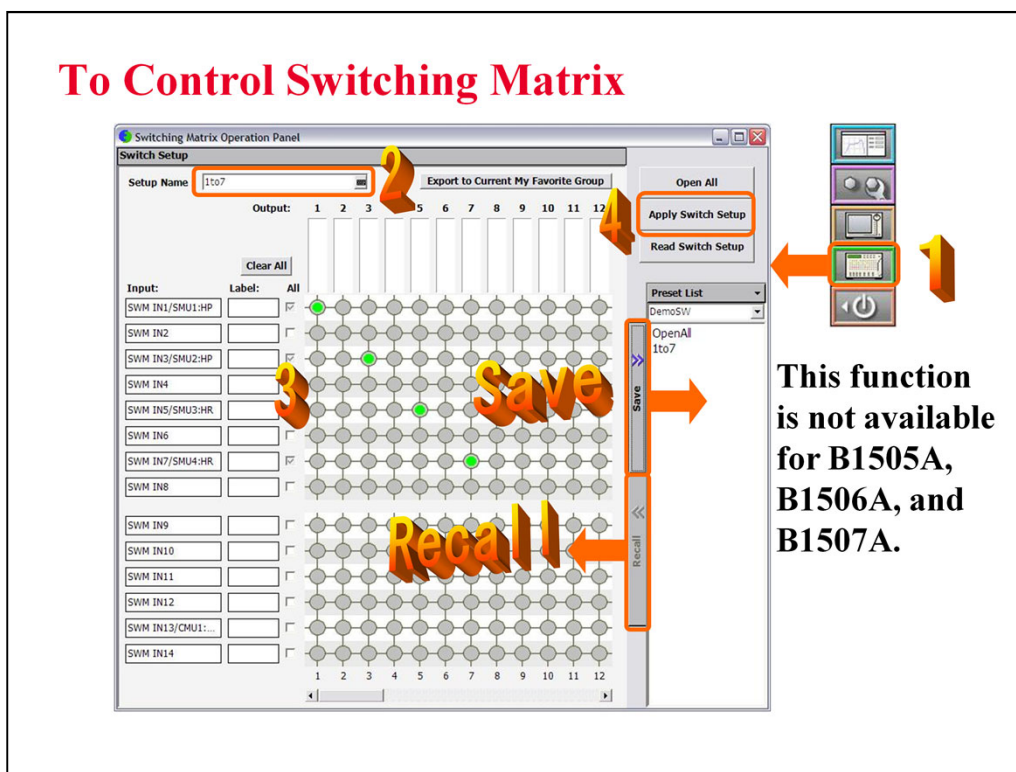 To Control Switching Matrix
Switching Matrix Operation Panel
Switch Setup
Setup Name 1to7
2
Export to Current My Favorite Group
Output: 1 2 3 5 6 7 8 9 10 11 12
Clear All
Input: Label: All
SWM IN1/SMU1:HP
SWM IN2
SWM IN3/SMU2:HP
SWM IN4
SWM IN5/SMU3:HR
SWM IN6
SWM IN7/SMU4:HR
SWM IN8
SWM IN9
SWM IN10
SWM IN11
SWM IN12
SWM IN13/CMU1:...
SWM IN14
3
1 2 3 4 5 6 7 8 9 10 11 12
Save
Recall
4
Open All
Apply Switch Setup
Read Switch Setup
Preset List
DemoSW
OpenAll
1to7
Save
Recall
1
This function
is not available
for B1505A,
B1506A, and
B1507A.